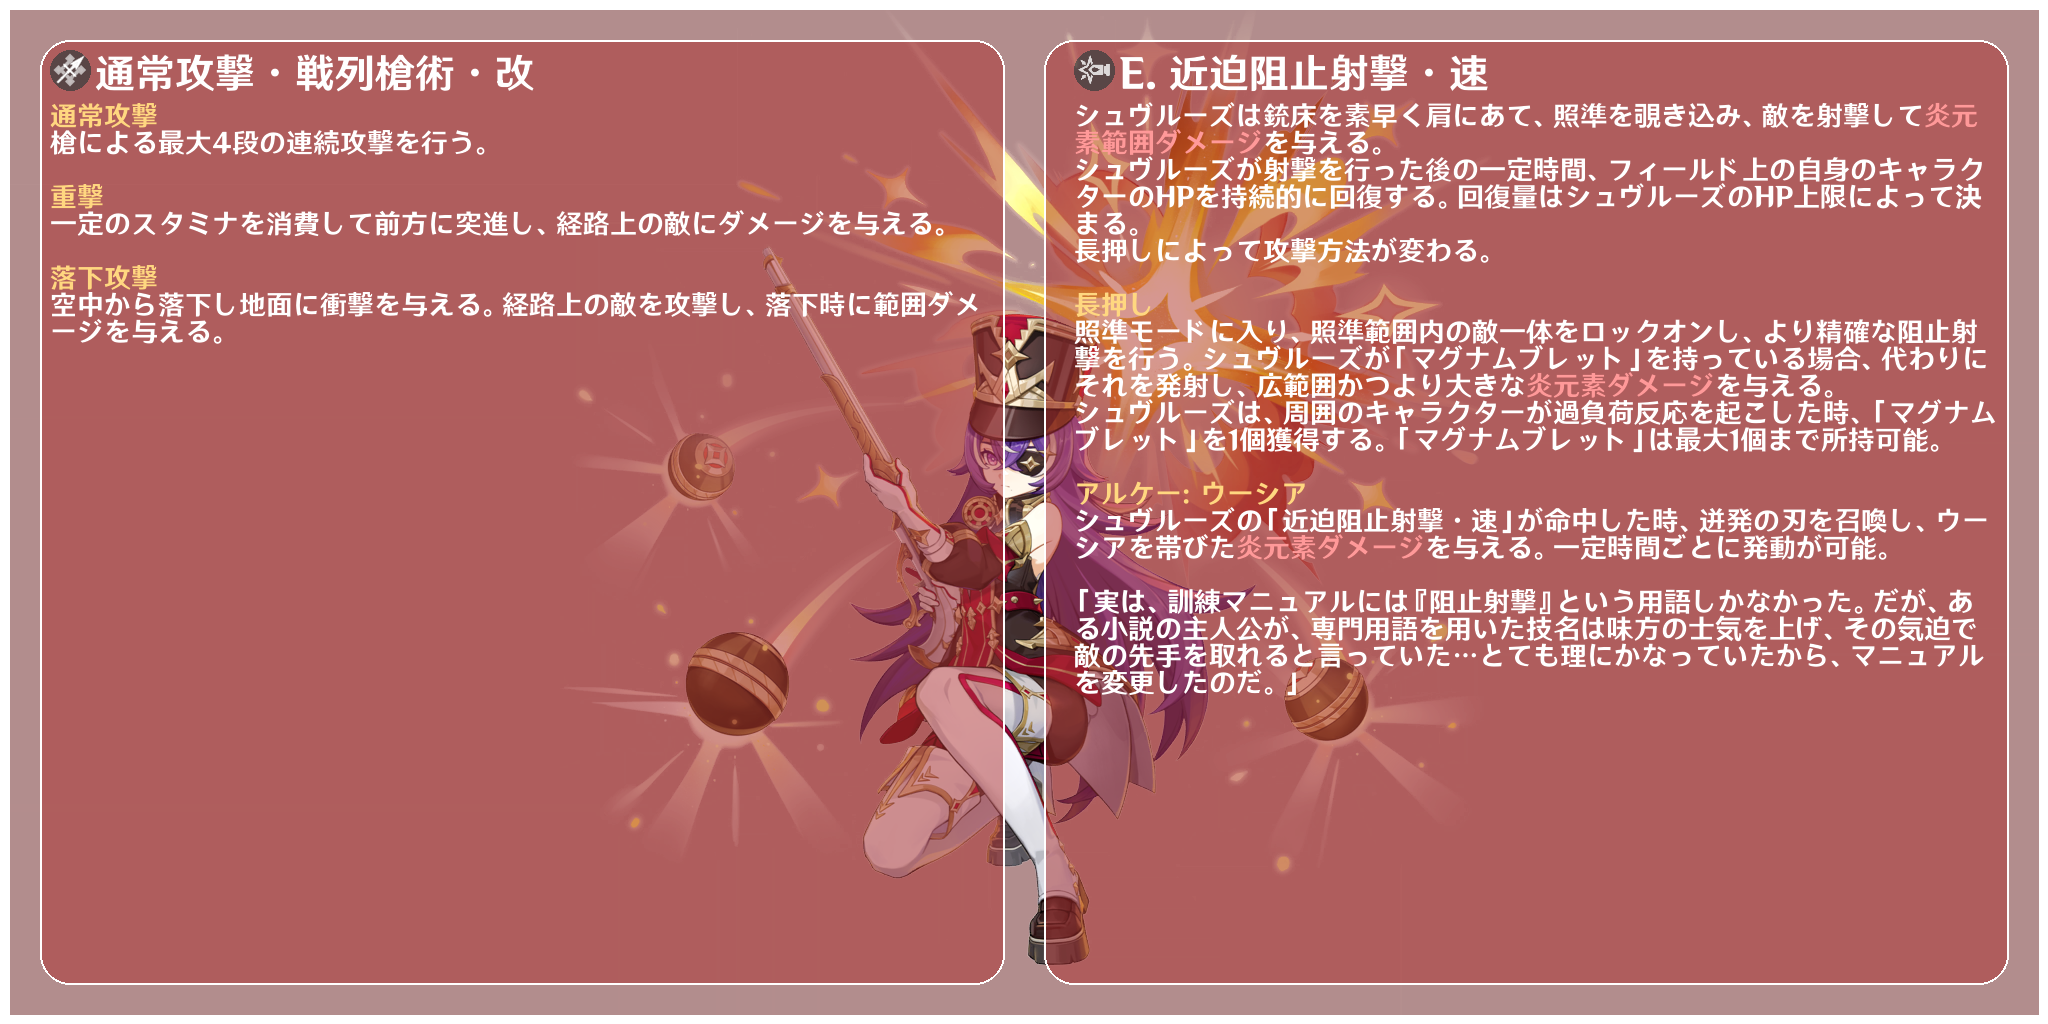 通常攻撃・戦列槍術・改
通常攻撃
槍による最大4段の連続攻撃を行う。
重撃
一定のスタミナを消費して前方に突進し、経路上の敵にダメージを与える。
落下攻撃
空中から落下し地面に衝撃を与える。経路上の敵を攻撃し、落下時に範囲ダメ
ージを与える。
E. 近迫阻止射撃・速
シュヴルーズは銃床を素早く肩にあて、照準を覗き込み、敵を射撃して炎元
素範囲ダメージを与える。
シュヴルーズが射撃を行った後の一定時間、フィールド上の自身のキャラク
ターのHPを持続的に回復する。回復量はシュヴルーズのHP上限によって決
まる。
長押しによって攻撃方法が変わる。
長押し
照準モードに入り、照準範囲内の敵一体をロックオンし、より精確な阻止射
撃を行う。シュヴルーズが「マグナムブレット」を持っている場合、代わりに
それを発射し、広範囲かつより大きな炎元素ダメージを与える。
シュヴルーズは、周囲のキャラクターが過負荷反応を起こした時、「マグナム
ブレット」を1個獲得する。「マグナムブレット」は最大1個まで所持可能。
アルケー: ウーシア
シュヴルーズの「近迫阻止射撃・速」が命中した時、迸発の刃を召喚し、ウー
シアを帯びた炎元素ダメージを与える。一定時間ごとに発動が可能。
「実は、訓練マニュアルには『阻止射撃』という用語しかなかった。だが、あ
る小説の主人公が、専門用語を用いた技名は味方の士気を上げ、その気迫で
敵の先手を取れると言っていた…とても理にかなっていたから、マニュアル
を変更したのだ。」